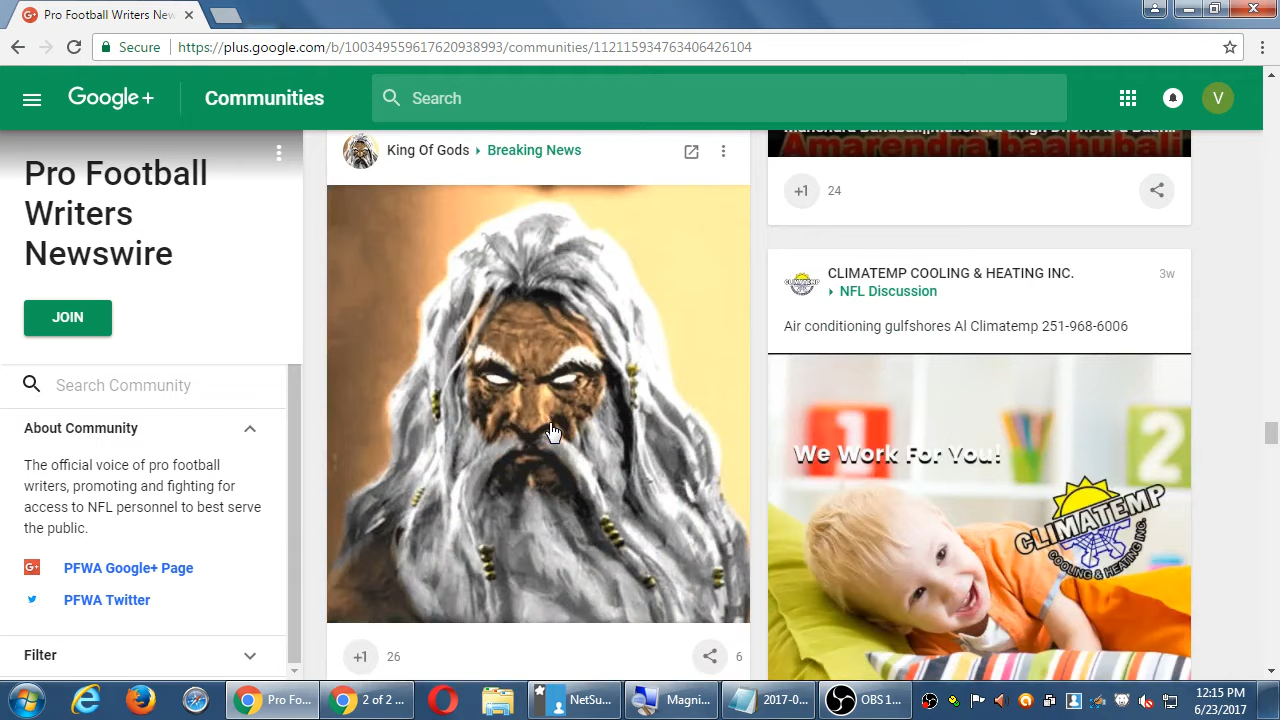 Pro Football Writers New
Secure
https://plus.google.com/b/100349559617620938993/communities/112115934763406426104
Google+
Communities
Search
V
Pro Football
Writers
Newswire
JOIN
Search Community
About Community
The official voice of pro football
writers, promoting and fighting for
access to NFL personnel to best serve
the public.
PFWA Google+ Page
PFWA Twitter
Filter
King Of Gods
Breaking News
+1
26
6
Amarendra baahubali
+1
24
CLIMATEMP COOLING & HEATING INC.
3w
NFL Discussion
Air conditioning gulfshores Al Climatemp 251-968-6006
1
2
We Work For You!
CLIMATEMP
COOLING & HEATING INC.
Pro Fo...
2 of 2 ...
NetSu...
Magni...
2017-0...
OBS 1...
12:15 PM
6/23/2017